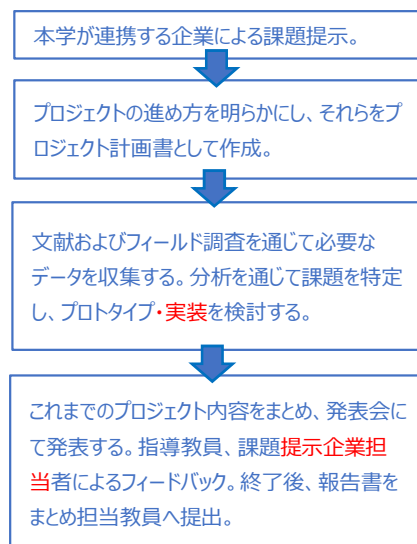 本学が連携する企業による課題提示。
プロジェクトの進め方を明らかにし、それらをプ
ロジェクト計画書として作成。
文献およびフィールド調査を通じて必要な
データを収集する。分析を通じて課題を特定
し、プロトタイプ・実装を検討する。
これまでのプロジェクト内容をまとめ、発表会に
て発表する。指導教員、課題提示企業担
当者によるフィードバック。終了後、報告書を
まとめ担当教員へ提出。